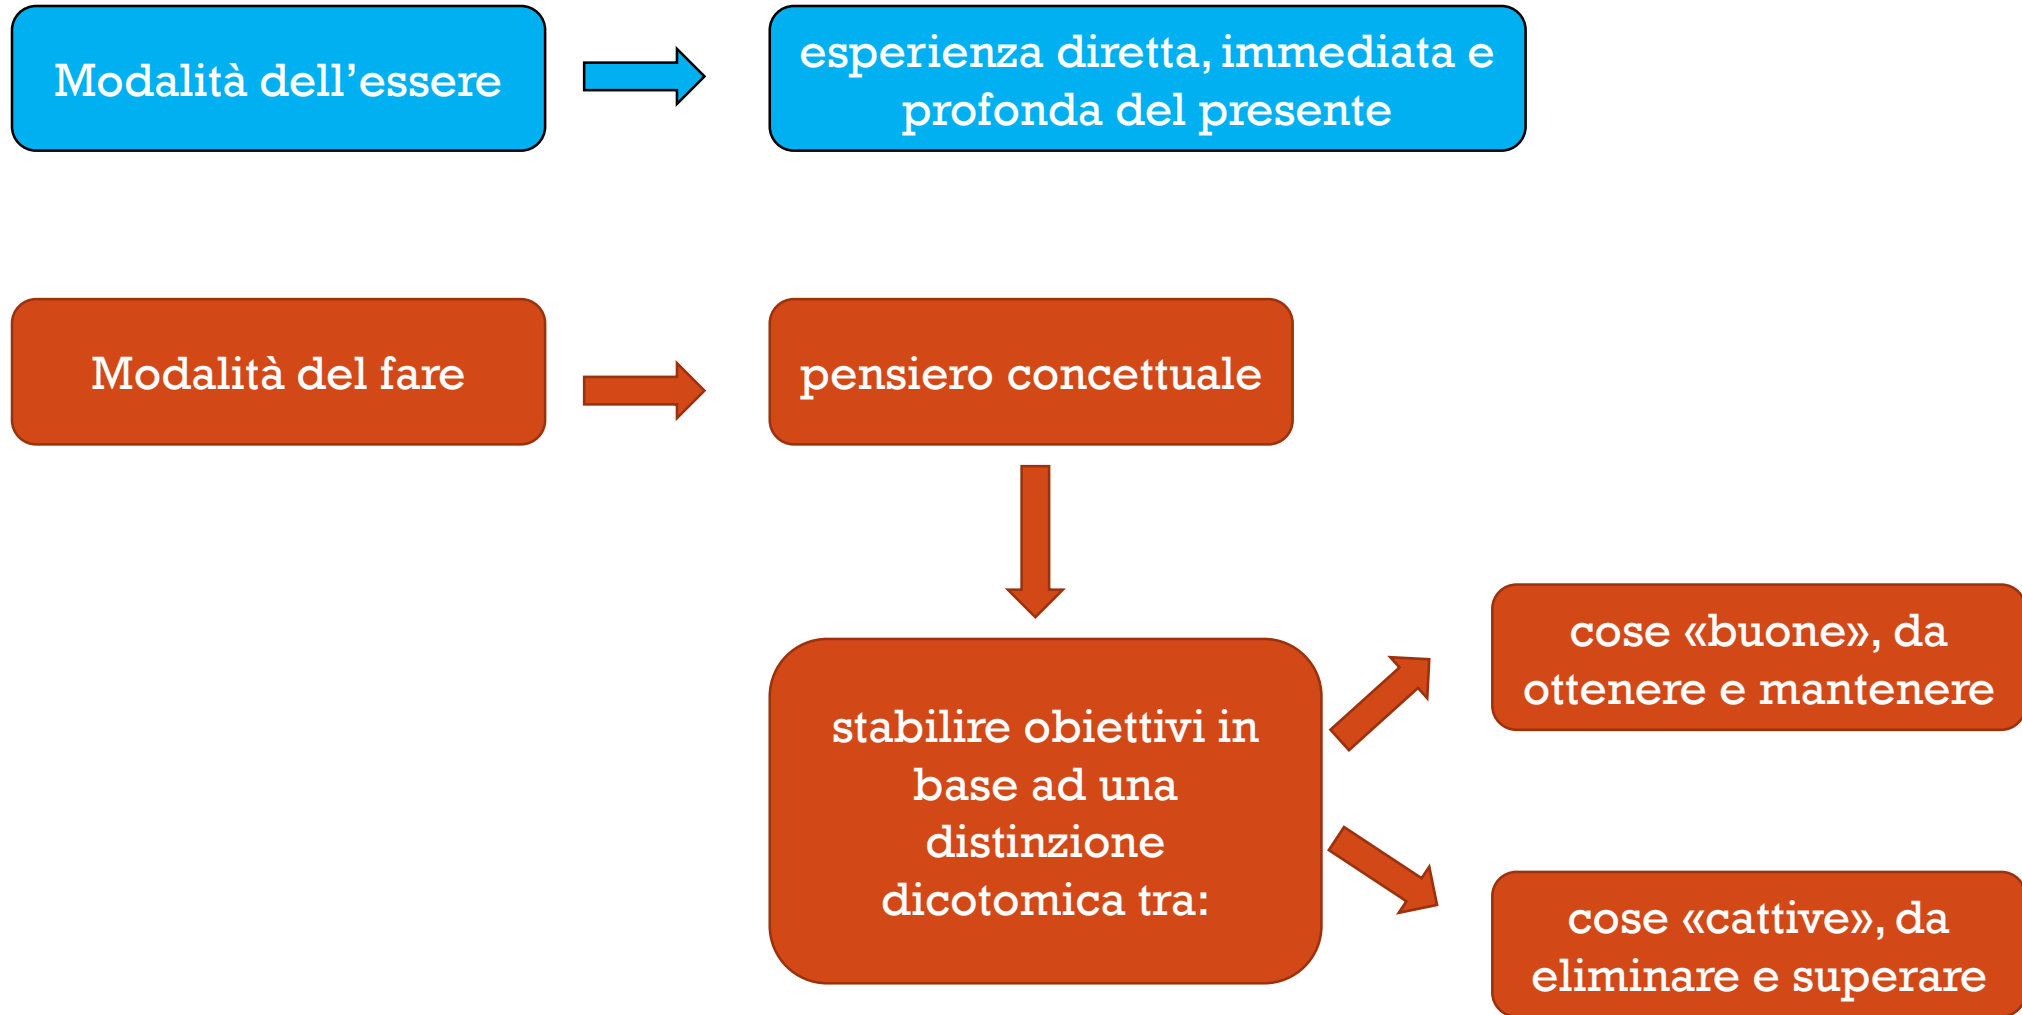 Modalità dell’essere
esperienza diretta, immediata e
profonda del presente
Modalità del fare
pensiero concettuale
stabilire obiettivi in
base ad una
distinzione
dicotomica tra:
cose «buone», da
ottenere e mantenere
cose «cattive», da
eliminare e superare